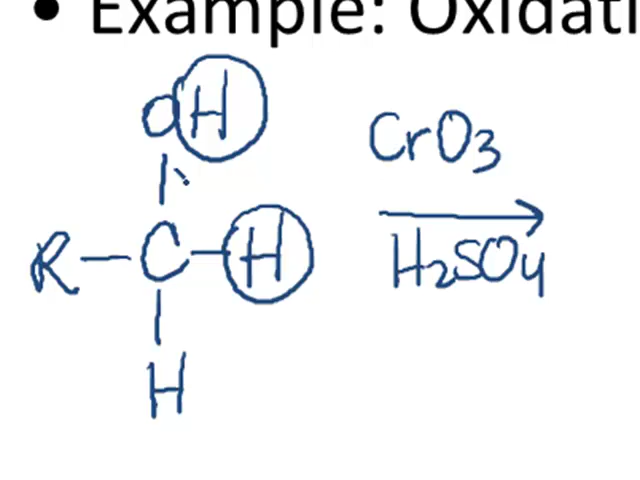 • Example: Oxidati
OH
CrO3
R-C-H
H2SO4
H